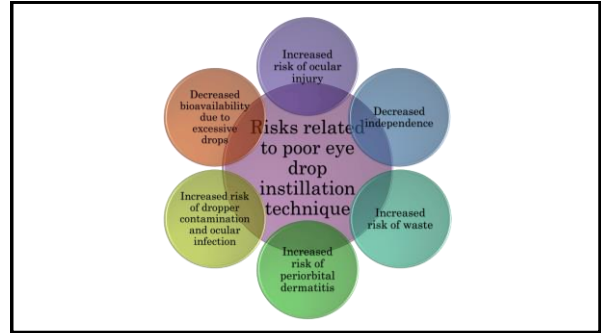 Increased
risk of ocular
injury
Decreased
independence
Increased
risk of waste
Increased
risk of
periorbital
dermatitis
Increased risk
of dropper
contamination
and ocular
infection
Decreased
bioavailability
due to
excessive
drops
Risks related
to poor eye
drop
instillation
technique